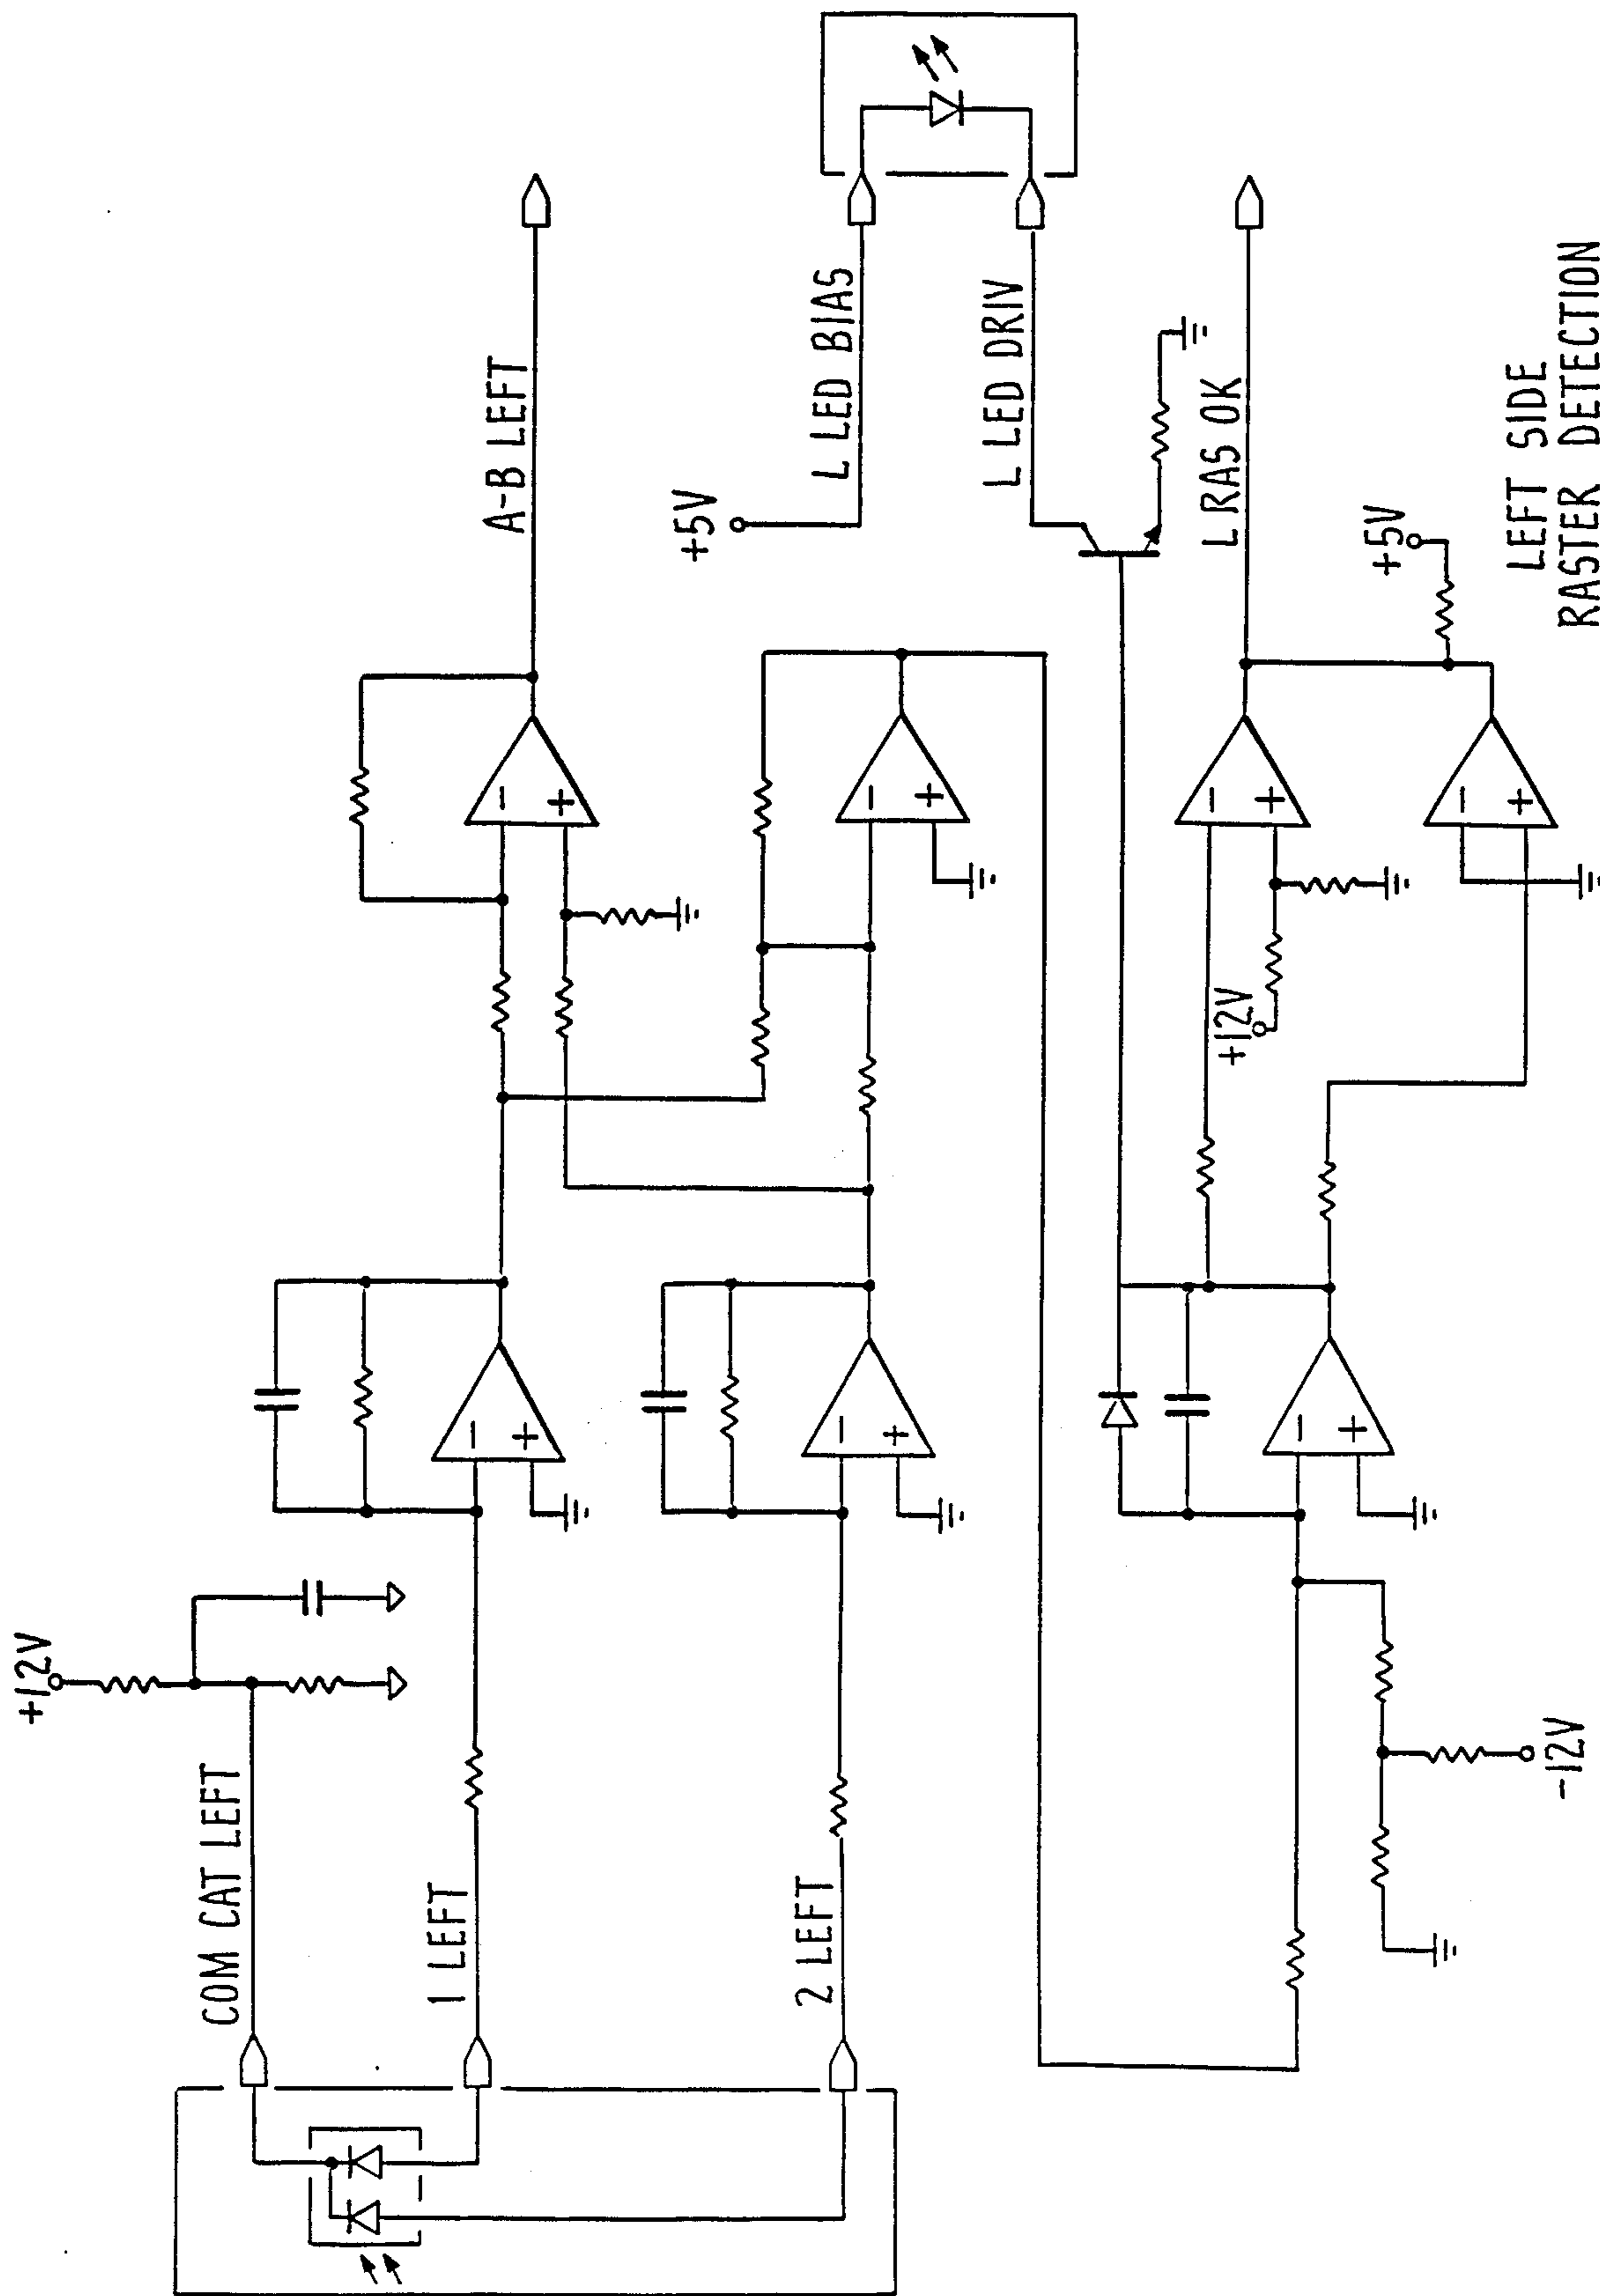 +12V
COM CAT LEFT
1 LEFT
2 LEFT
-12V
A-B LEFT
+5V
L LED BIAS
L LED DRIV
+12V
L RAS OK
+5V
LEFT SIDE
RASTER DETECTION
-
+
-
+
-
+
-
+
-
+
-
+
-
+